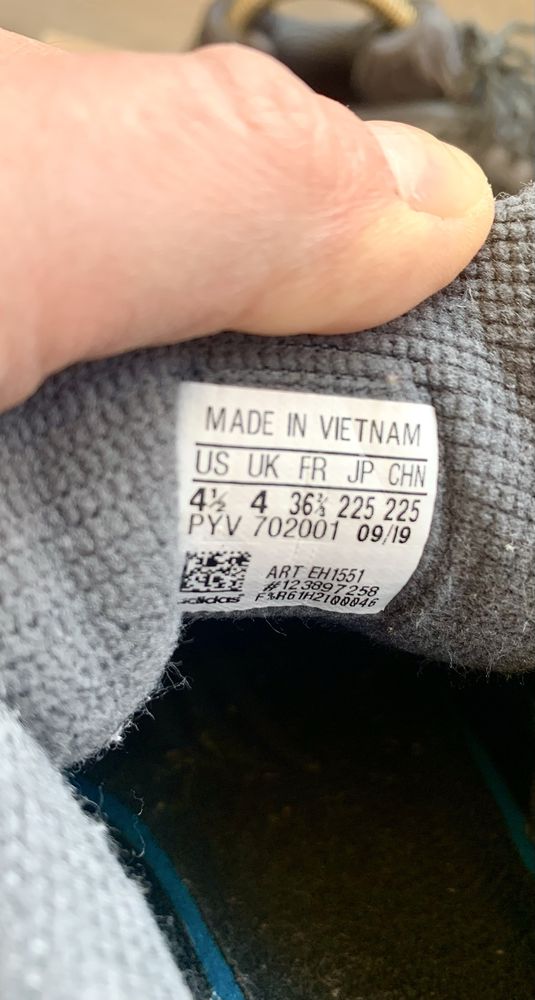 MADE IN VIETNAM
US UK FR JP CHN
4½ 4 36⅔ 225 225
PYV 702001 09/19
ART EH1551
#123897258
adidas F%R61H2100046